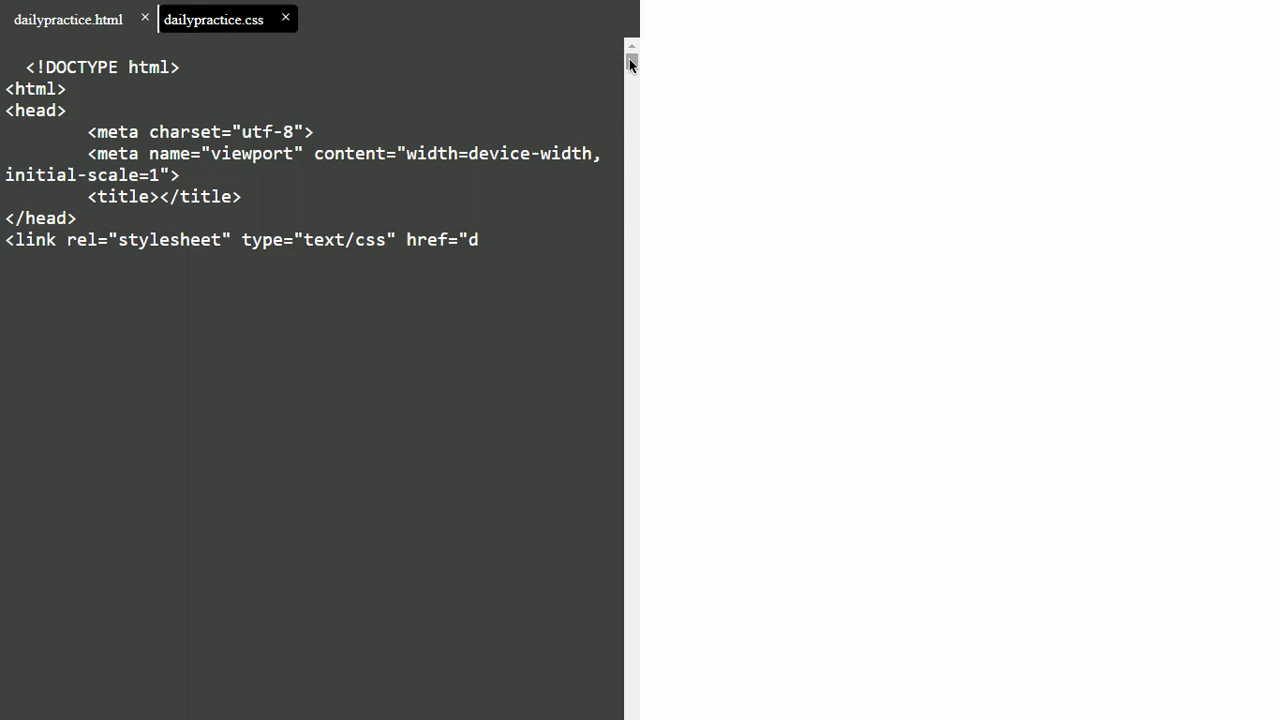 dailypractice.html × dailypractice.css ×
<!DOCTYPE html>
<html>
<head>
<meta charset="utf-8">
<meta name="viewport" content="width=device-width,
initial-scale=1">
<title></title>
</head>
<link rel="stylesheet" type="text/css" href="d